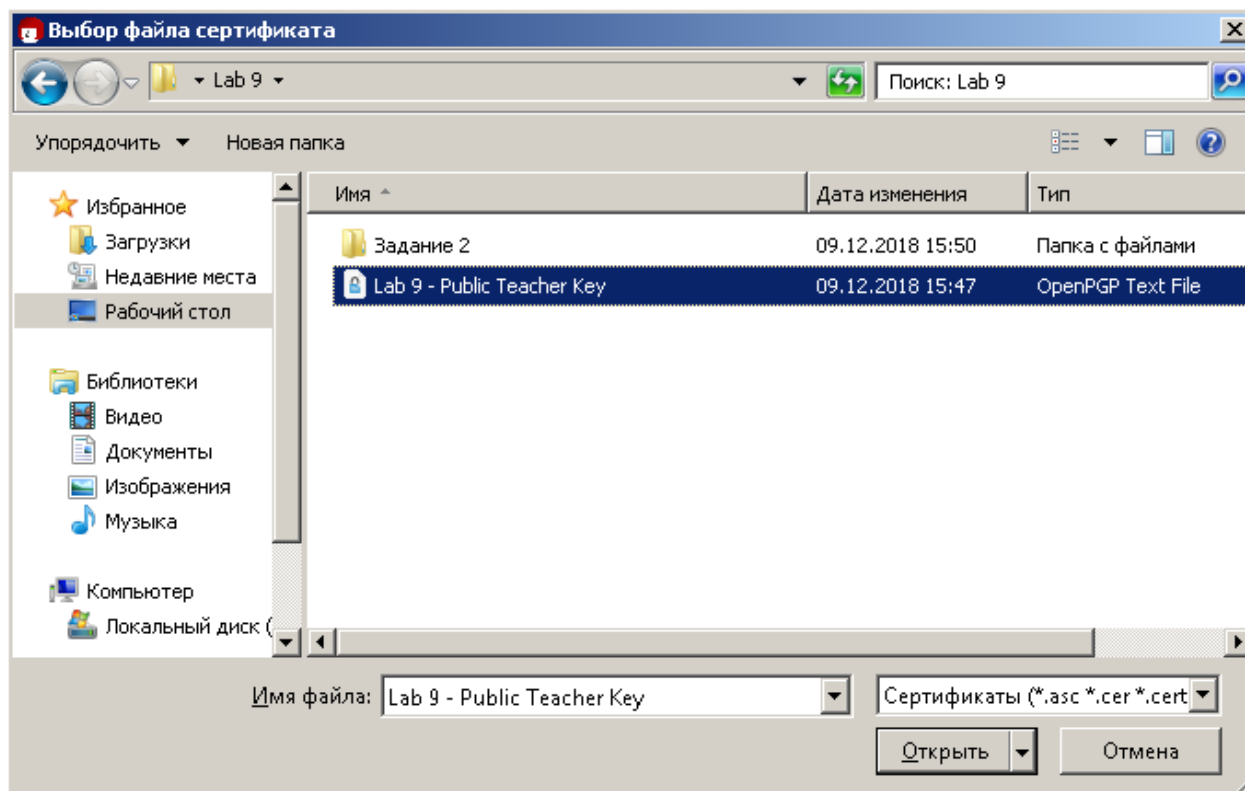 Выбор файла сертификата
Lab 9
Поиск: Lab 9
Упорядочить Новая папка
Избранное
Загрузки
Недавние места
Рабочий стол
Библиотеки
Видео
Документы
Изображения
Музыка
Компьютер
Локальный диск (
Имя Дата изменения Тип
Задание 2 09.12.2018 15:50 Папка с файлами
Lab 9 - Public Teacher Key 09.12.2018 15:47 OpenPGP Text File
Имя файла: Lab 9 - Public Teacher Key Сертификаты (*.asc *.cer *.cert
Открыть Отмена